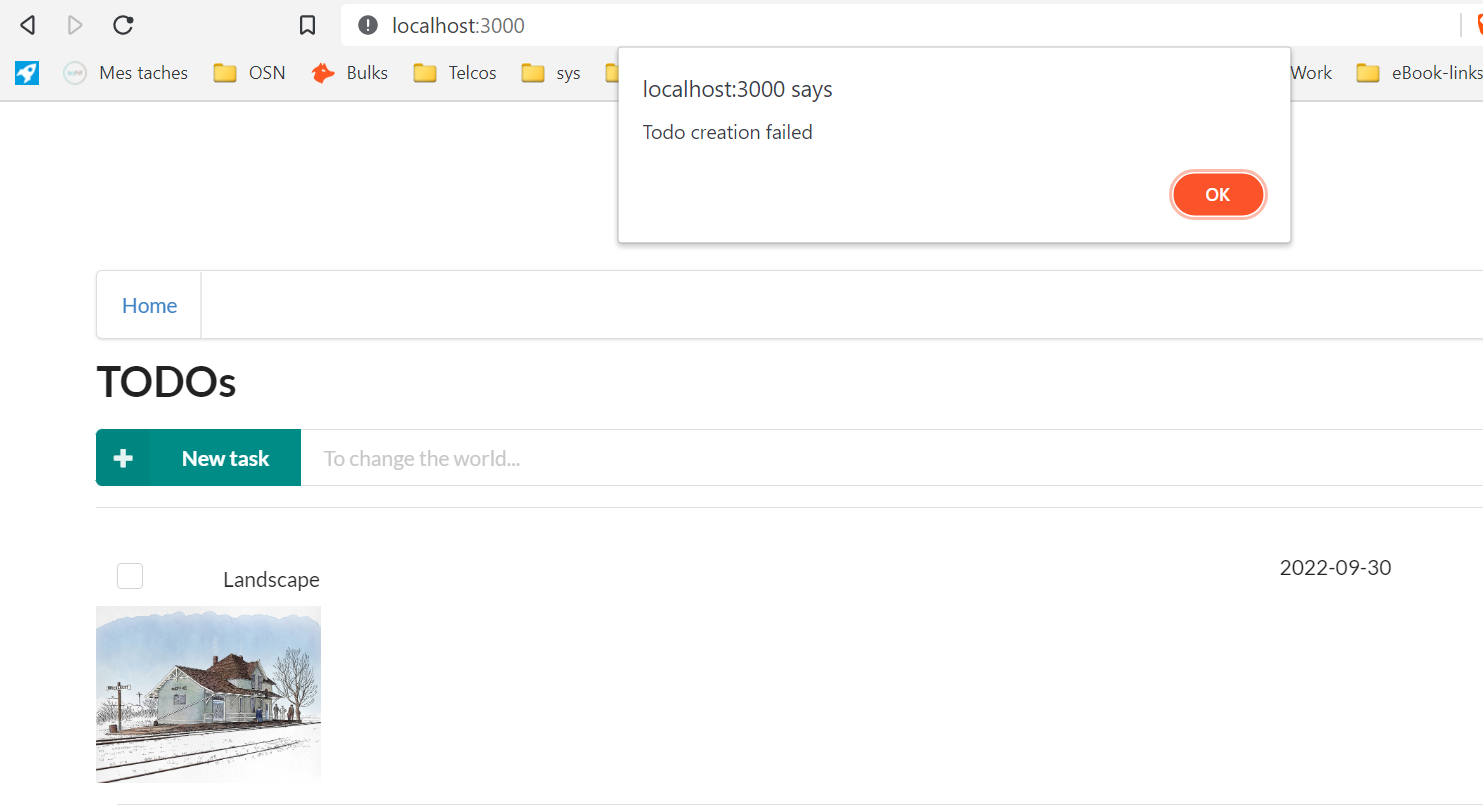 localhost:3000
Mes taches OSN Bulks Telcos sys Work eBook-links
localhost:3000 says
Todo creation failed
OK
Home
TODOs
New task To change the world...
Landscape 2022-09-30